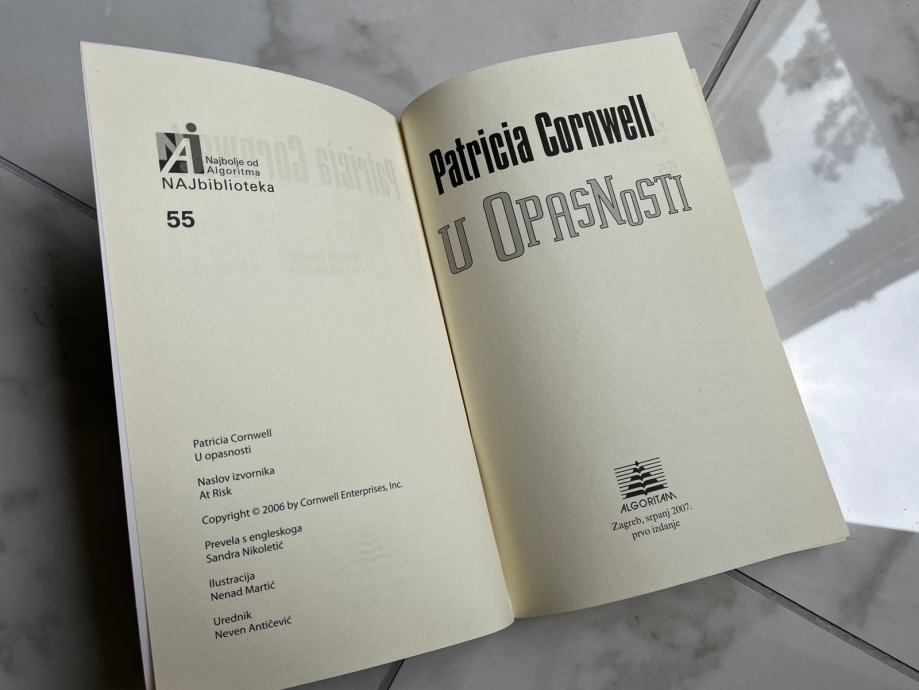 NAj
Najbolje od
Algoritma
NAJbiblioteka
55
Patricia Cornwell
U opasnosti
Naslov izvornika
At Risk
Copyright © 2006 by Cornwell Enterprises, Inc.
Prevela s engleskoga
Sandra Nikoletić
Ilustracija
Nenad Martić
Urednik
Neven Antičević
Patricia Cornwell
U OPASNOSTI
ALGORITAM
Zagreb, srpanj 2007.
prvo izdanje